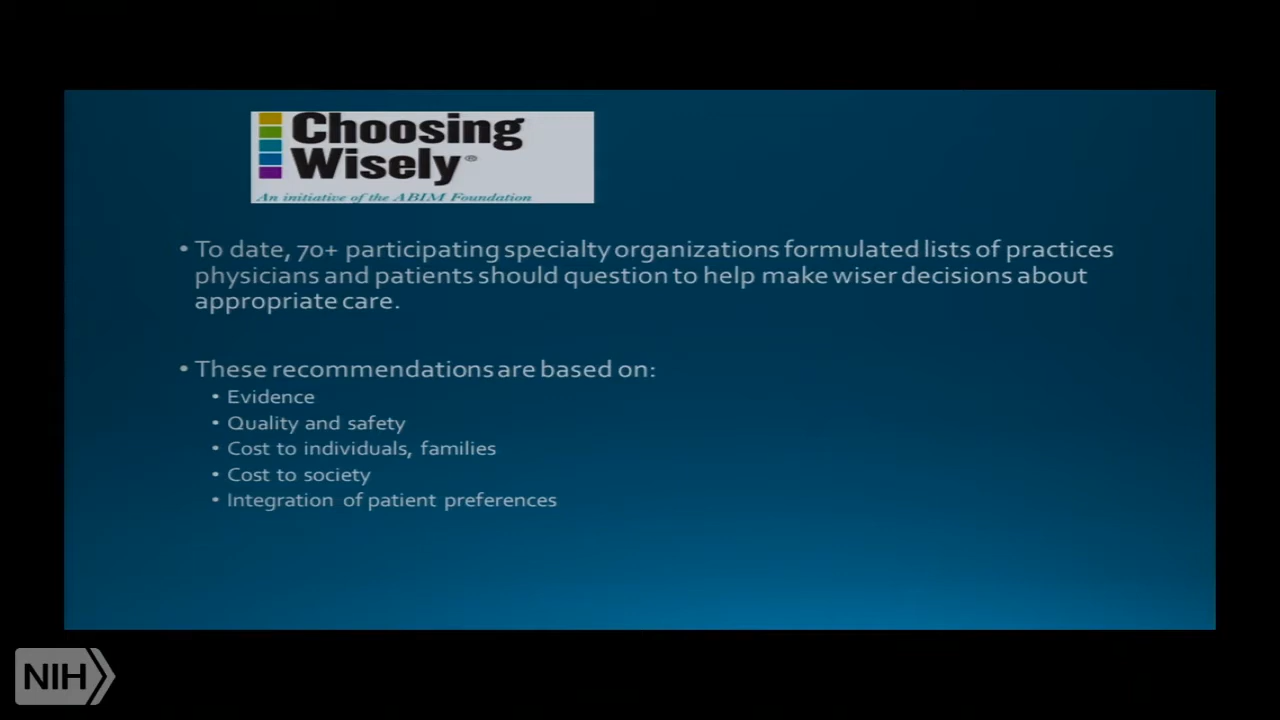 Choosing
Wisely®
An initiative of the ABIM Foundation
• To date, 70+ participating specialty organizations formulated lists of practices
physicians and patients should question to help make wiser decisions about
appropriate care.
• These recommendations are based on:
• Evidence
• Quality and safety
• Cost to individuals, families
• Cost to society
• Integration of patient preferences
NIH